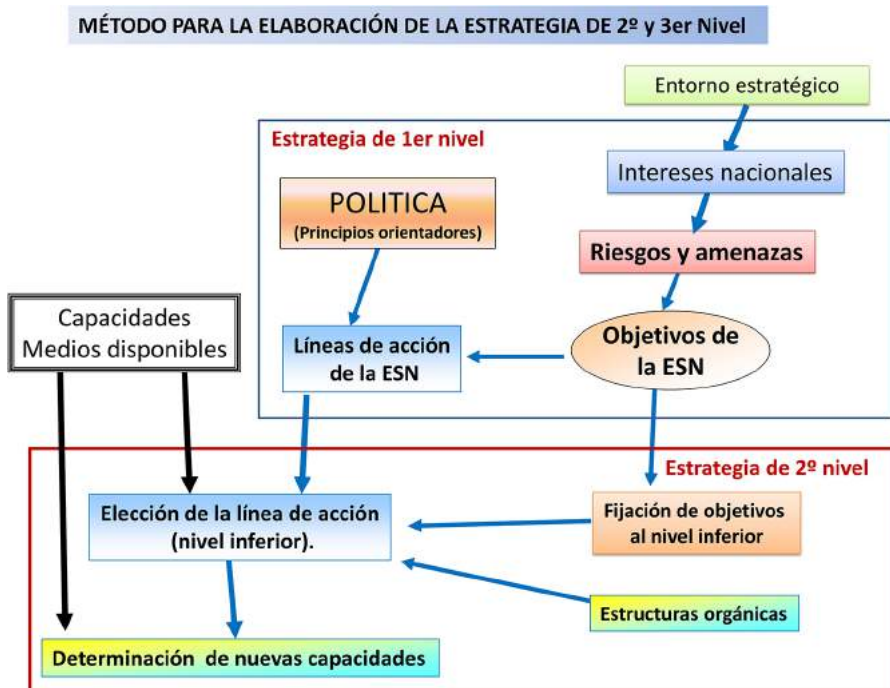 MÉTODO PARA LA ELABORACIÓN DE LA ESTRATEGIA DE 2º y 3er Nivel
Entorno estratégico
Estrategia de 1er nivel
Intereses nacionales
POLITICA
(Principios orientadores)
Riesgos y amenazas
Capacidades
Medios disponibles
Líneas de acción
de la ESN
Objetivos de
la ESN
Estrategia de 2º nivel
Elección de la línea de acción
(nivel inferior).
Fijación de objetivos
al nivel inferior
Estructuras orgánicas
Determinación de nuevas capacidades